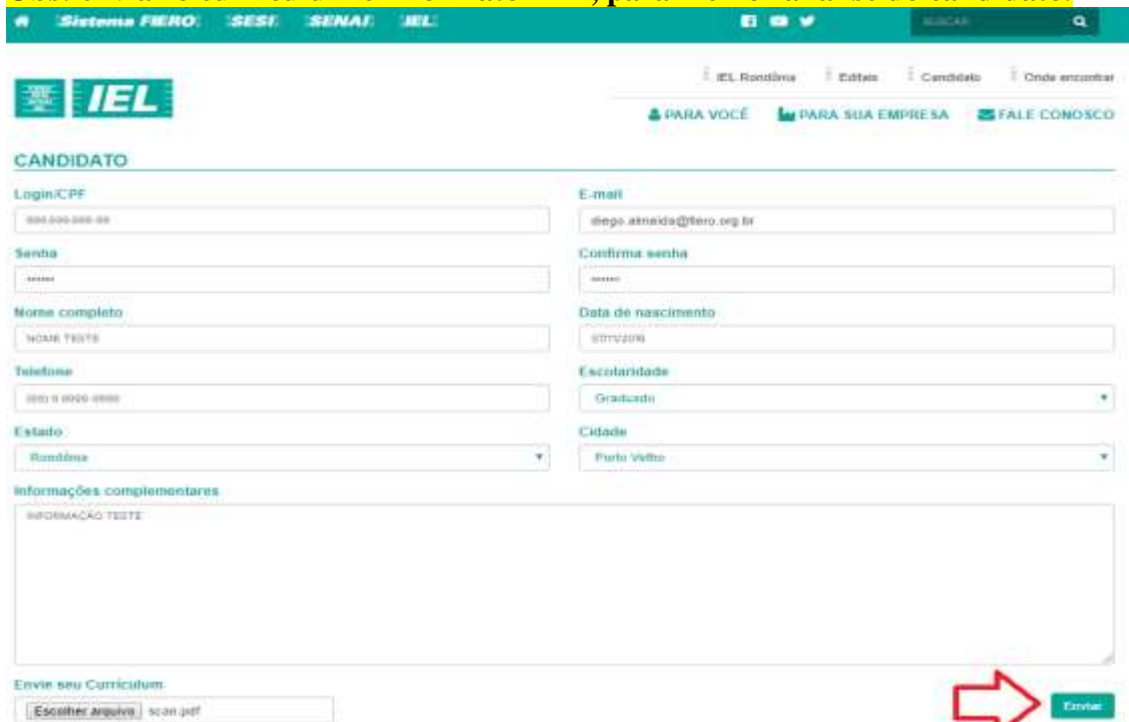 Sistema FIERO SESI SENAI IEL BUSCAR
IEL
IEL Rondônia Editais Candidato Onde encontrar
PARA VOCÊ PARA SUA EMPRESA FALE CONOSCO
CANDIDATO
Login/CPF E-mail
diego.almeida@fiero.org.br
Senha Confirma senha
****** ******
Nome completo Data de nascimento
NOME TESTE
Telefone Escolaridade
Graduado
Estado Cidade
Rondônia Porto Velho
Informações complementares
INFORMAÇÃO TESTE
Envie seu Curriculum
Escolher arquivo scan.pdf Enviar